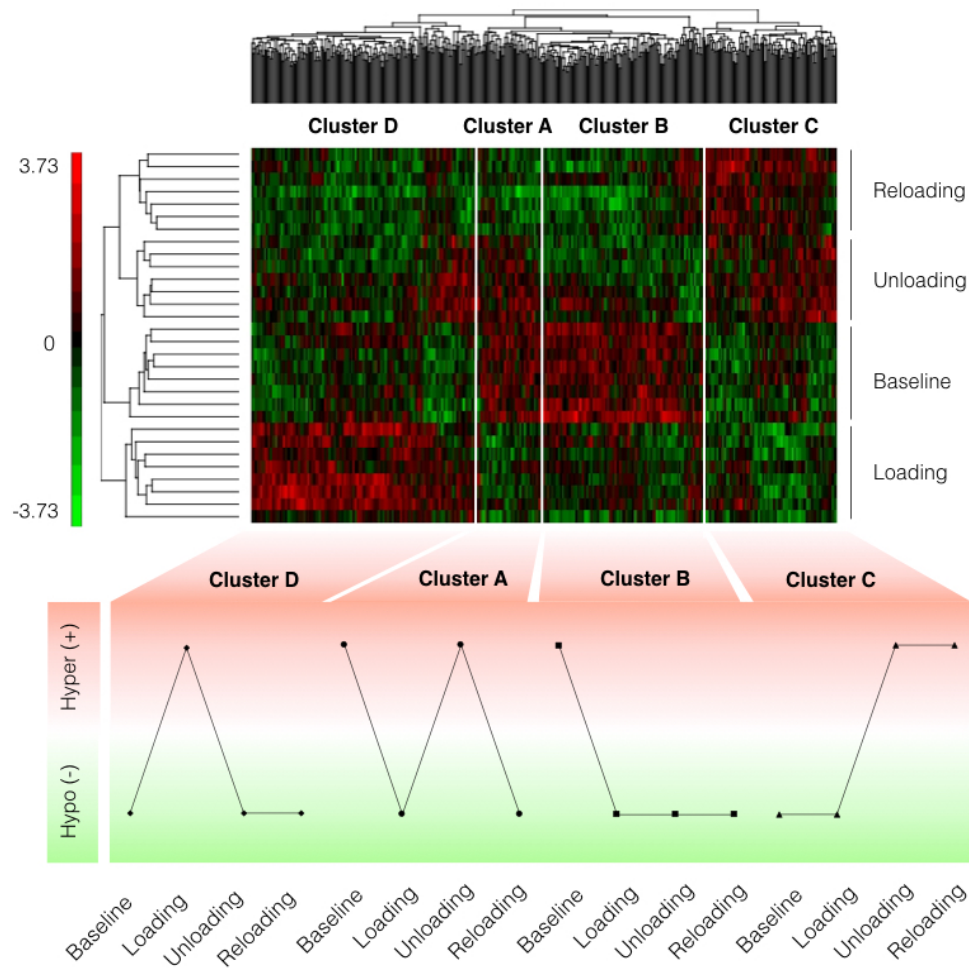 Cluster D Cluster A Cluster B Cluster C
3.73
0
-3.73
Reloading
Unloading
Baseline
Loading
Cluster D Cluster A Cluster B Cluster C
Hyper (+)
Hypo (-)
Baseline Loading Unloading Reloading Baseline Loading Unloading Reloading Baseline Loading Unloading Reloading Baseline Loading Unloading Reloading